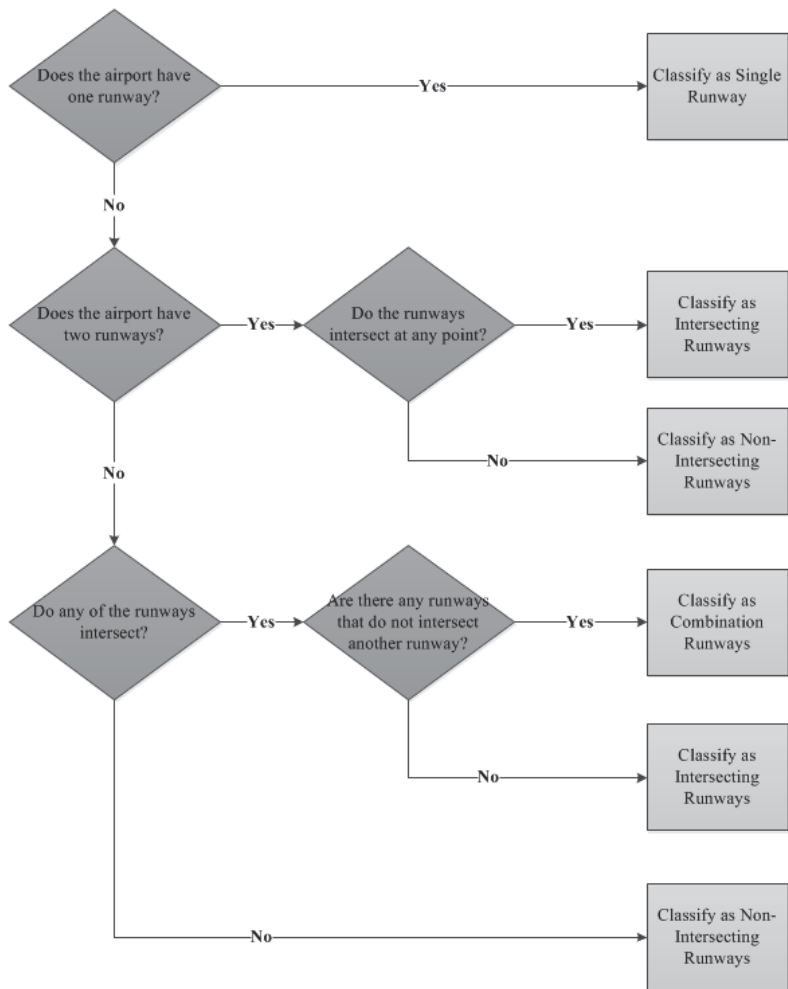 Does the airport have
one runway?
Yes
Classify as Single
Runway
No
Does the airport have
two runways?
Yes
Do the runways
intersect at any point?
Yes
Classify as
Intersecting
Runways
No
Classify as Non-
Intersecting
Runways
No
Do any of the runways
intersect?
Yes
Are there any runways
that do not intersect
another runway?
Yes
Classify as
Combination
Runways
No
Classify as
Intersecting
Runways
No
Classify as Non-
Intersecting
Runways